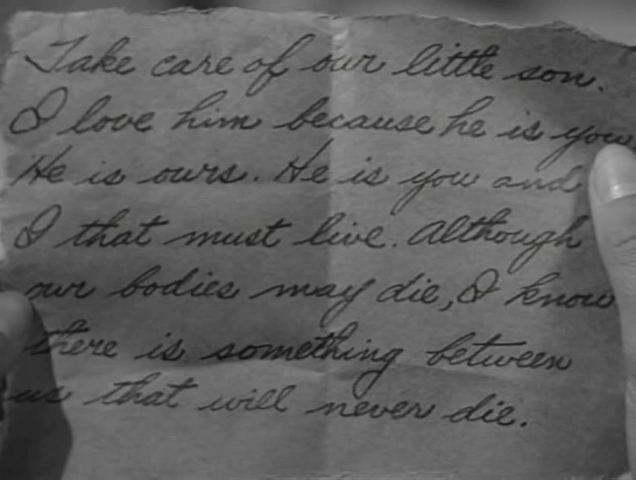 Take care of our little son.
I love him because he is you
He is ours. He is you and
I that must live. Although
our bodies may die, I know
there is something between
us that will never die.